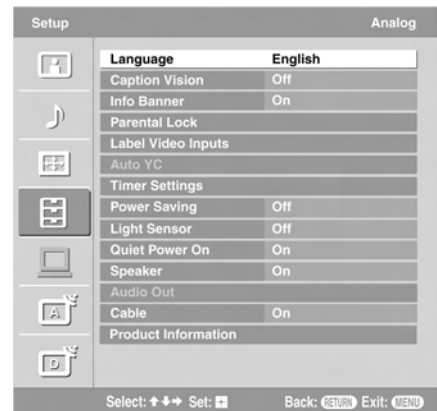 Setup Analog
Language English
Caption Vision Off
Info Banner On
Parental Lock
Label Video Inputs
Auto YC
Timer Settings
Power Saving Off
Light Sensor Off
Quiet Power On On
Speaker On
Audio Out
Cable On
Product Information
A
D
Select: ↑↓→ Set: + Back: RETURN Exit: MENU